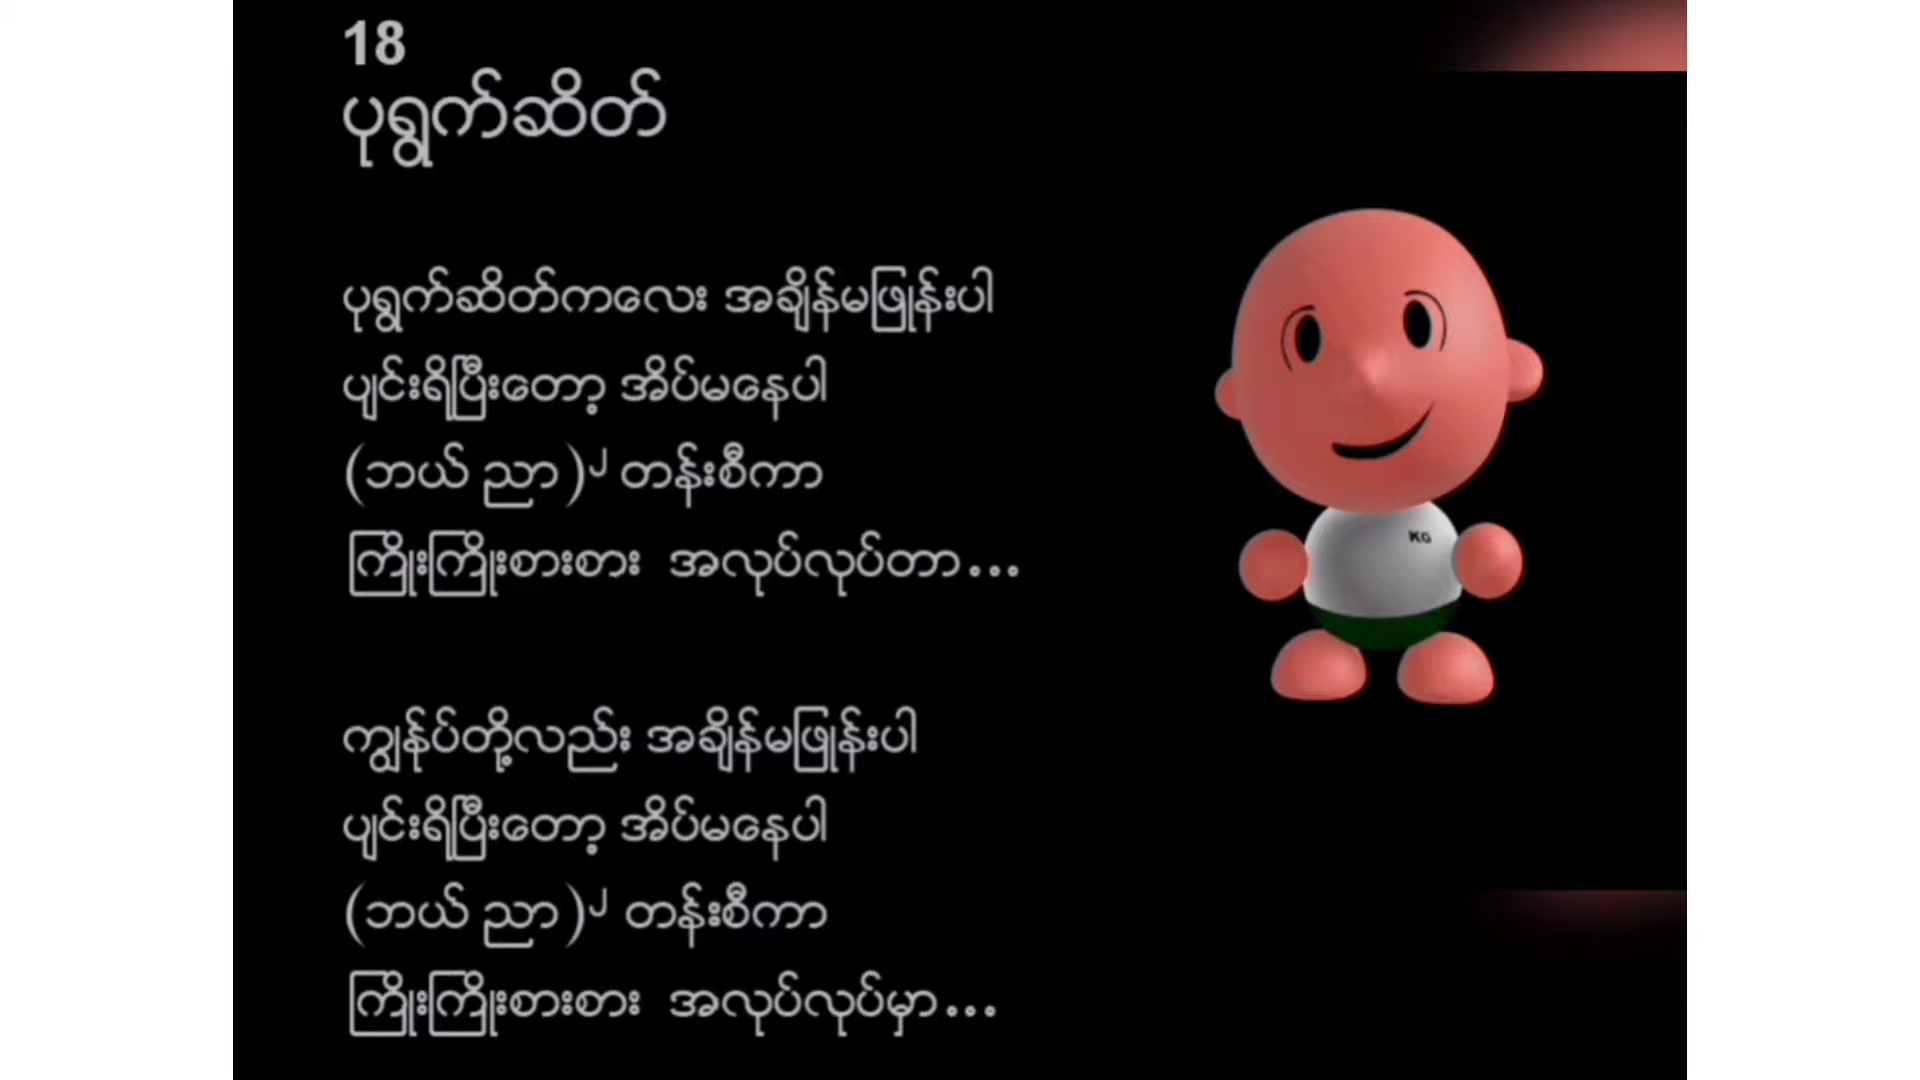 18
ပုရွက်ဆိတ်
ပုရွက်ဆိတ်ကလေး အချိန်မဖြုန်းပါ
ပျင်းရိပြီးတော့ အိပ်မနေပါ
(ဘယ် ညာ)၂ တန်းစီကာ
ကြိုးကြိုးစားစား အလုပ်လုပ်တာ...
ကျွန်ုပ်တို့လည်း အချိန်မဖြုန်းပါ
ပျင်းရိပြီးတော့ အိပ်မနေပါ
(ဘယ် ညာ)၂ တန်းစီကာ
ကြိုးကြိုးစားစား အလုပ်လုပ်မှာ...
KG